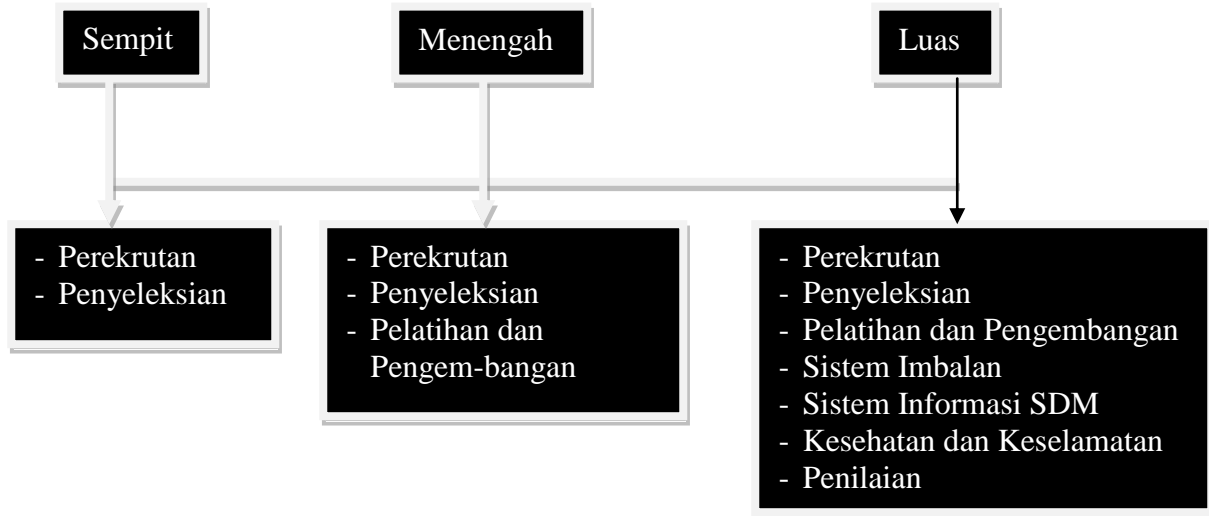 Sempit
Menengah
Luas
- Perekrutan
- Penyeleksian
- Perekrutan
- Penyeleksian
- Pelatihan dan
Pengem-bangan
- Perekrutan
- Penyeleksian
- Pelatihan dan Pengembangan
- Sistem Imbalan
- Sistem Informasi SDM
- Kesehatan dan Keselamatan
- Penilaian